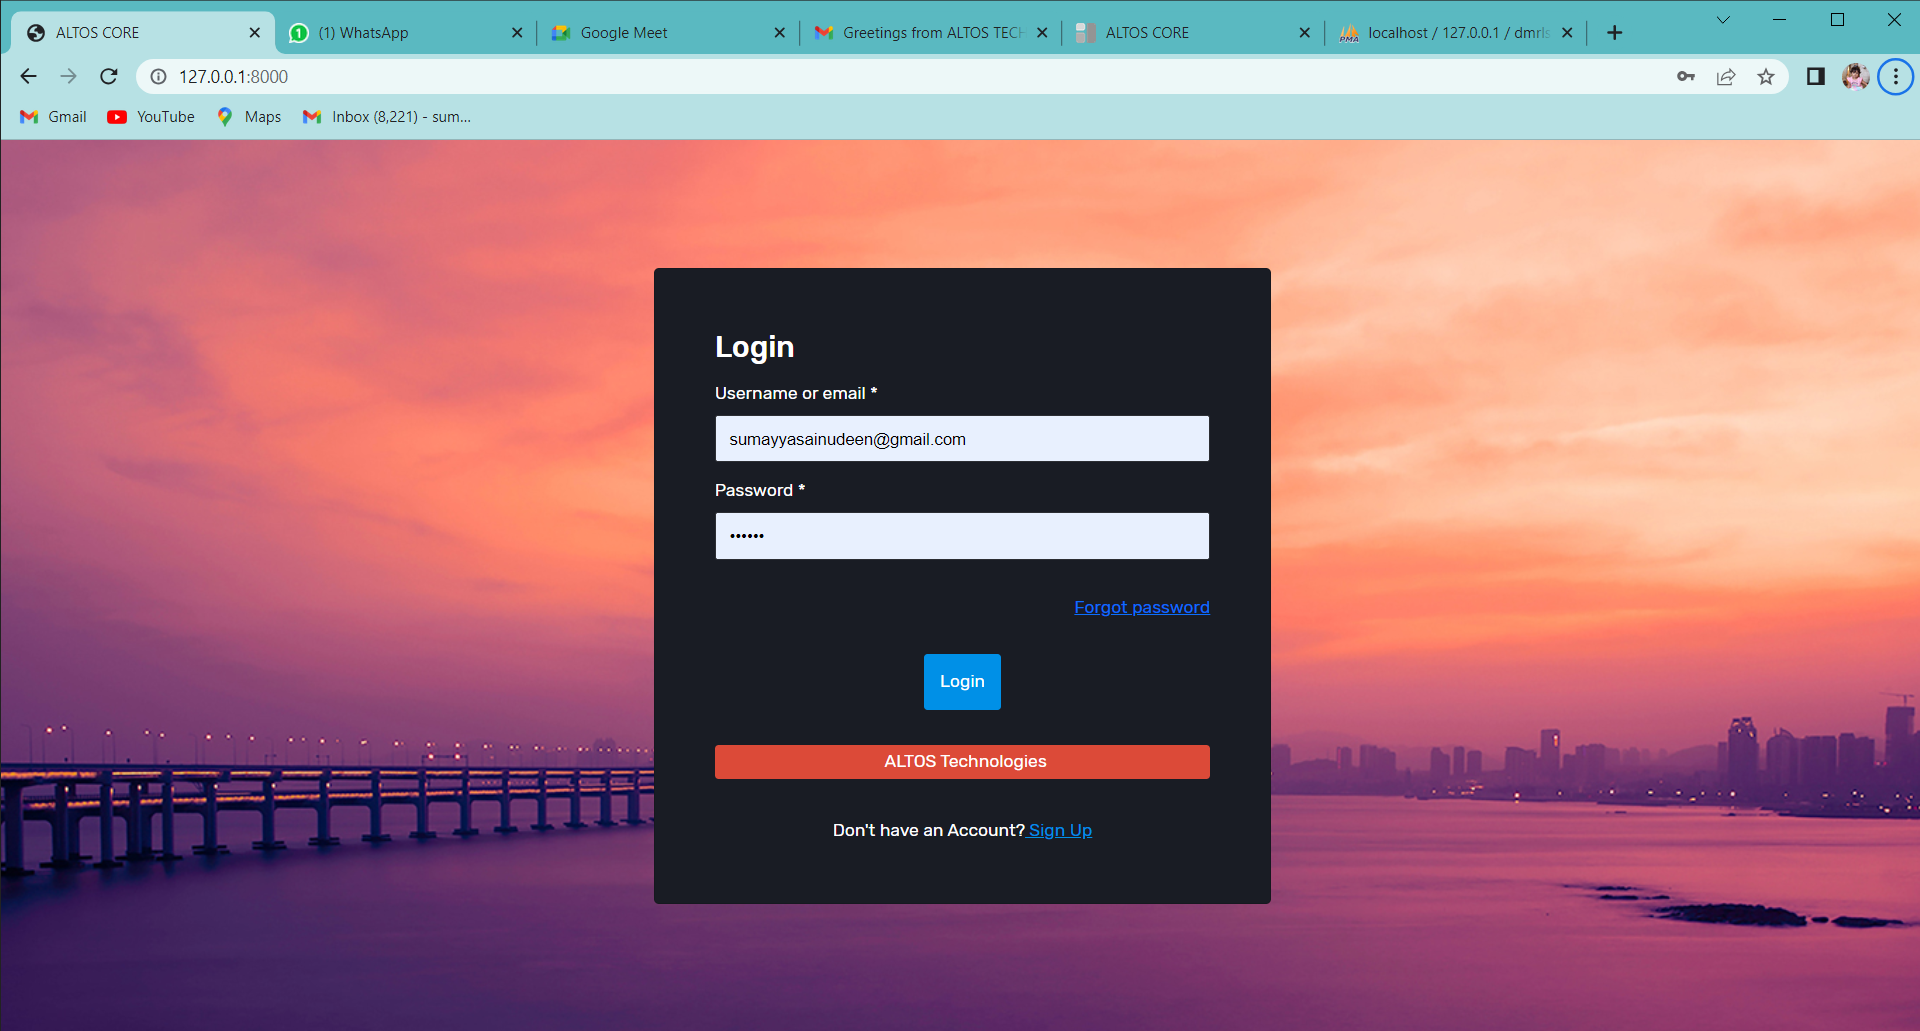 ALTOS CORE
(1) WhatsApp
Google Meet
Greetings from ALTOS TECH
ALTOS CORE
localhost / 127.0.0.1 / dmrls
127.0.0.1:8000
Gmail
YouTube
Maps
Inbox (8,221) - sum...
Login
Username or email *
sumayyasainudeen@gmail.com
Password *
••••••
Forgot password
Login
ALTOS Technologies
Don't have an Account? Sign Up